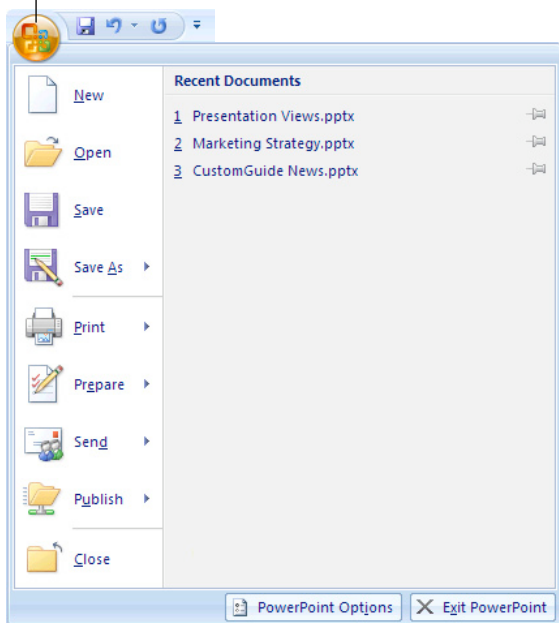 New
Open
Save
Save As
Print
Prepare
Send
Publish
Close
Recent Documents
1 Presentation Views.pptx
2 Marketing Strategy.pptx
3 CustomGuide News.pptx
PowerPoint Options
Exit PowerPoint